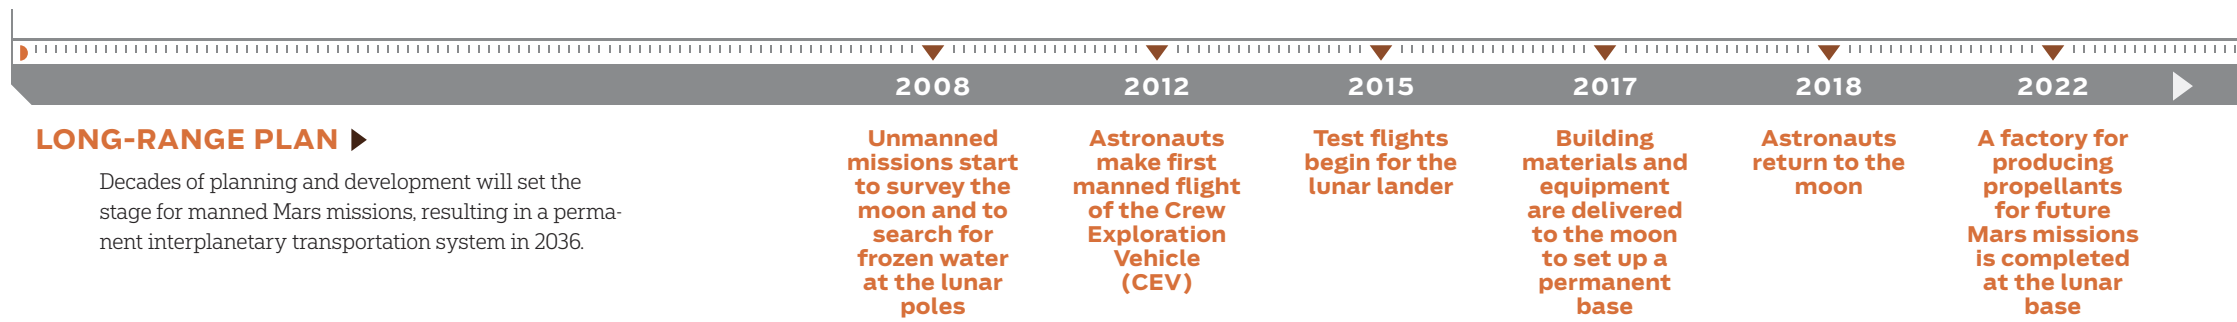 2008
2012
2015
2017
2018
2022
LONG-RANGE PLAN
Decades of planning and development will set the
stage for manned Mars missions, resulting in a perma-
nent interplanetary transportation system in 2036.
Unmanned
missions start
to survey the
moon and to
search for
frozen water
at the lunar
poles
Astronauts
make first
manned flight
of the Crew
Exploration
Vehicle
(CEV)
Test flights
begin for the
lunar lander
Building
materials and
equipment
are delivered
to the moon
to set up a
permanent
base
Astronauts
return to the
moon
A factory for
producing
propellants
for future
Mars missions
is completed
at the lunar
base